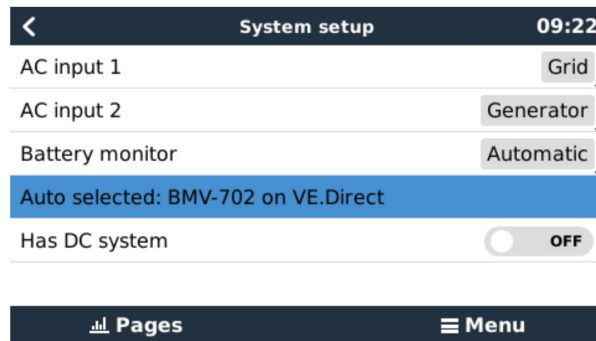 System setup 09:22
AC input 1 Grid
AC input 2 Generator
Battery monitor Automatic
Auto selected: BMV-702 on VE.Direct
Has DC system OFF
Pages Menu